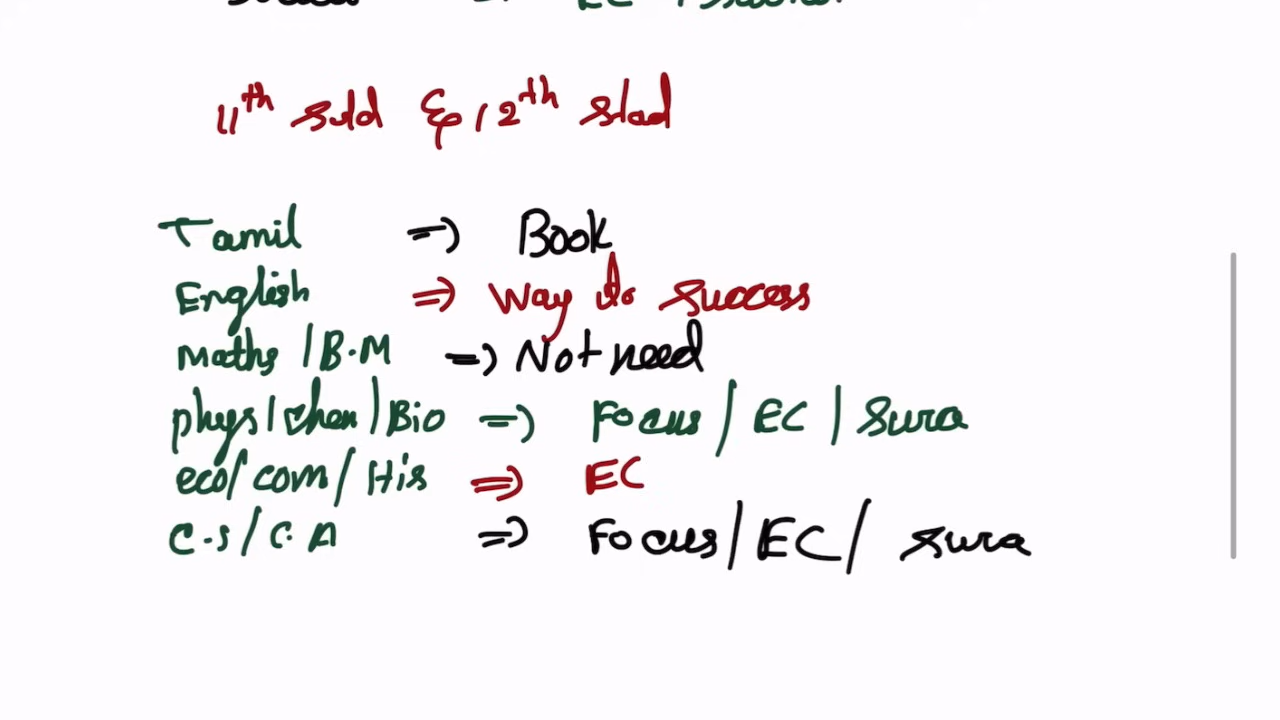 11th std & 12th std
Tamil => Book
English => Way to Success
Maths / B.M => Not need
phys / chem / Bio => Focus / EC / Sura
eco / com / His => EC
C.S / C.A => Focus / EC / Sura